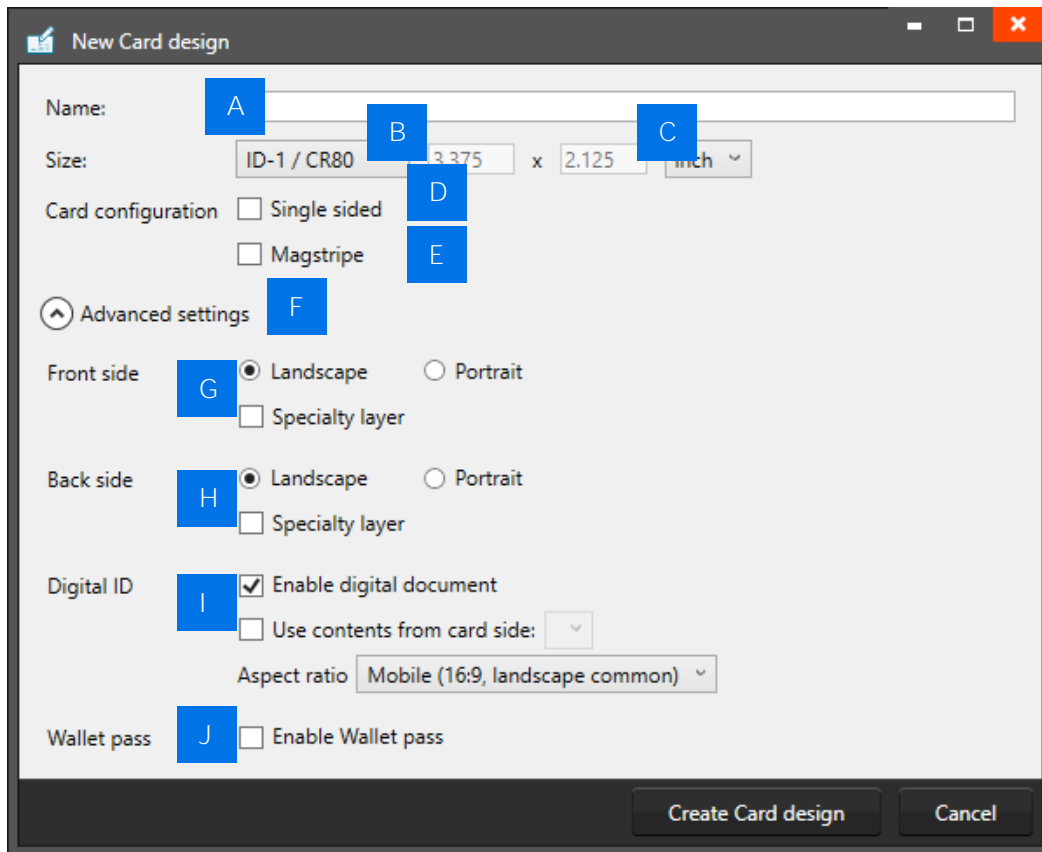 New Card design
Name: A
B C
Size: ID-1 / CR80 3.375 x 2.125 Inch
D
Card configuration Single sided
Magstripe E
Advanced settings F
Front side G Landscape Portrait
Specialty layer
Back side H Landscape Portrait
Specialty layer
Digital ID I Enable digital document
Use contents from card side:
Aspect ratio Mobile (16:9, landscape common)
Wallet pass J Enable Wallet pass
Create Card design Cancel